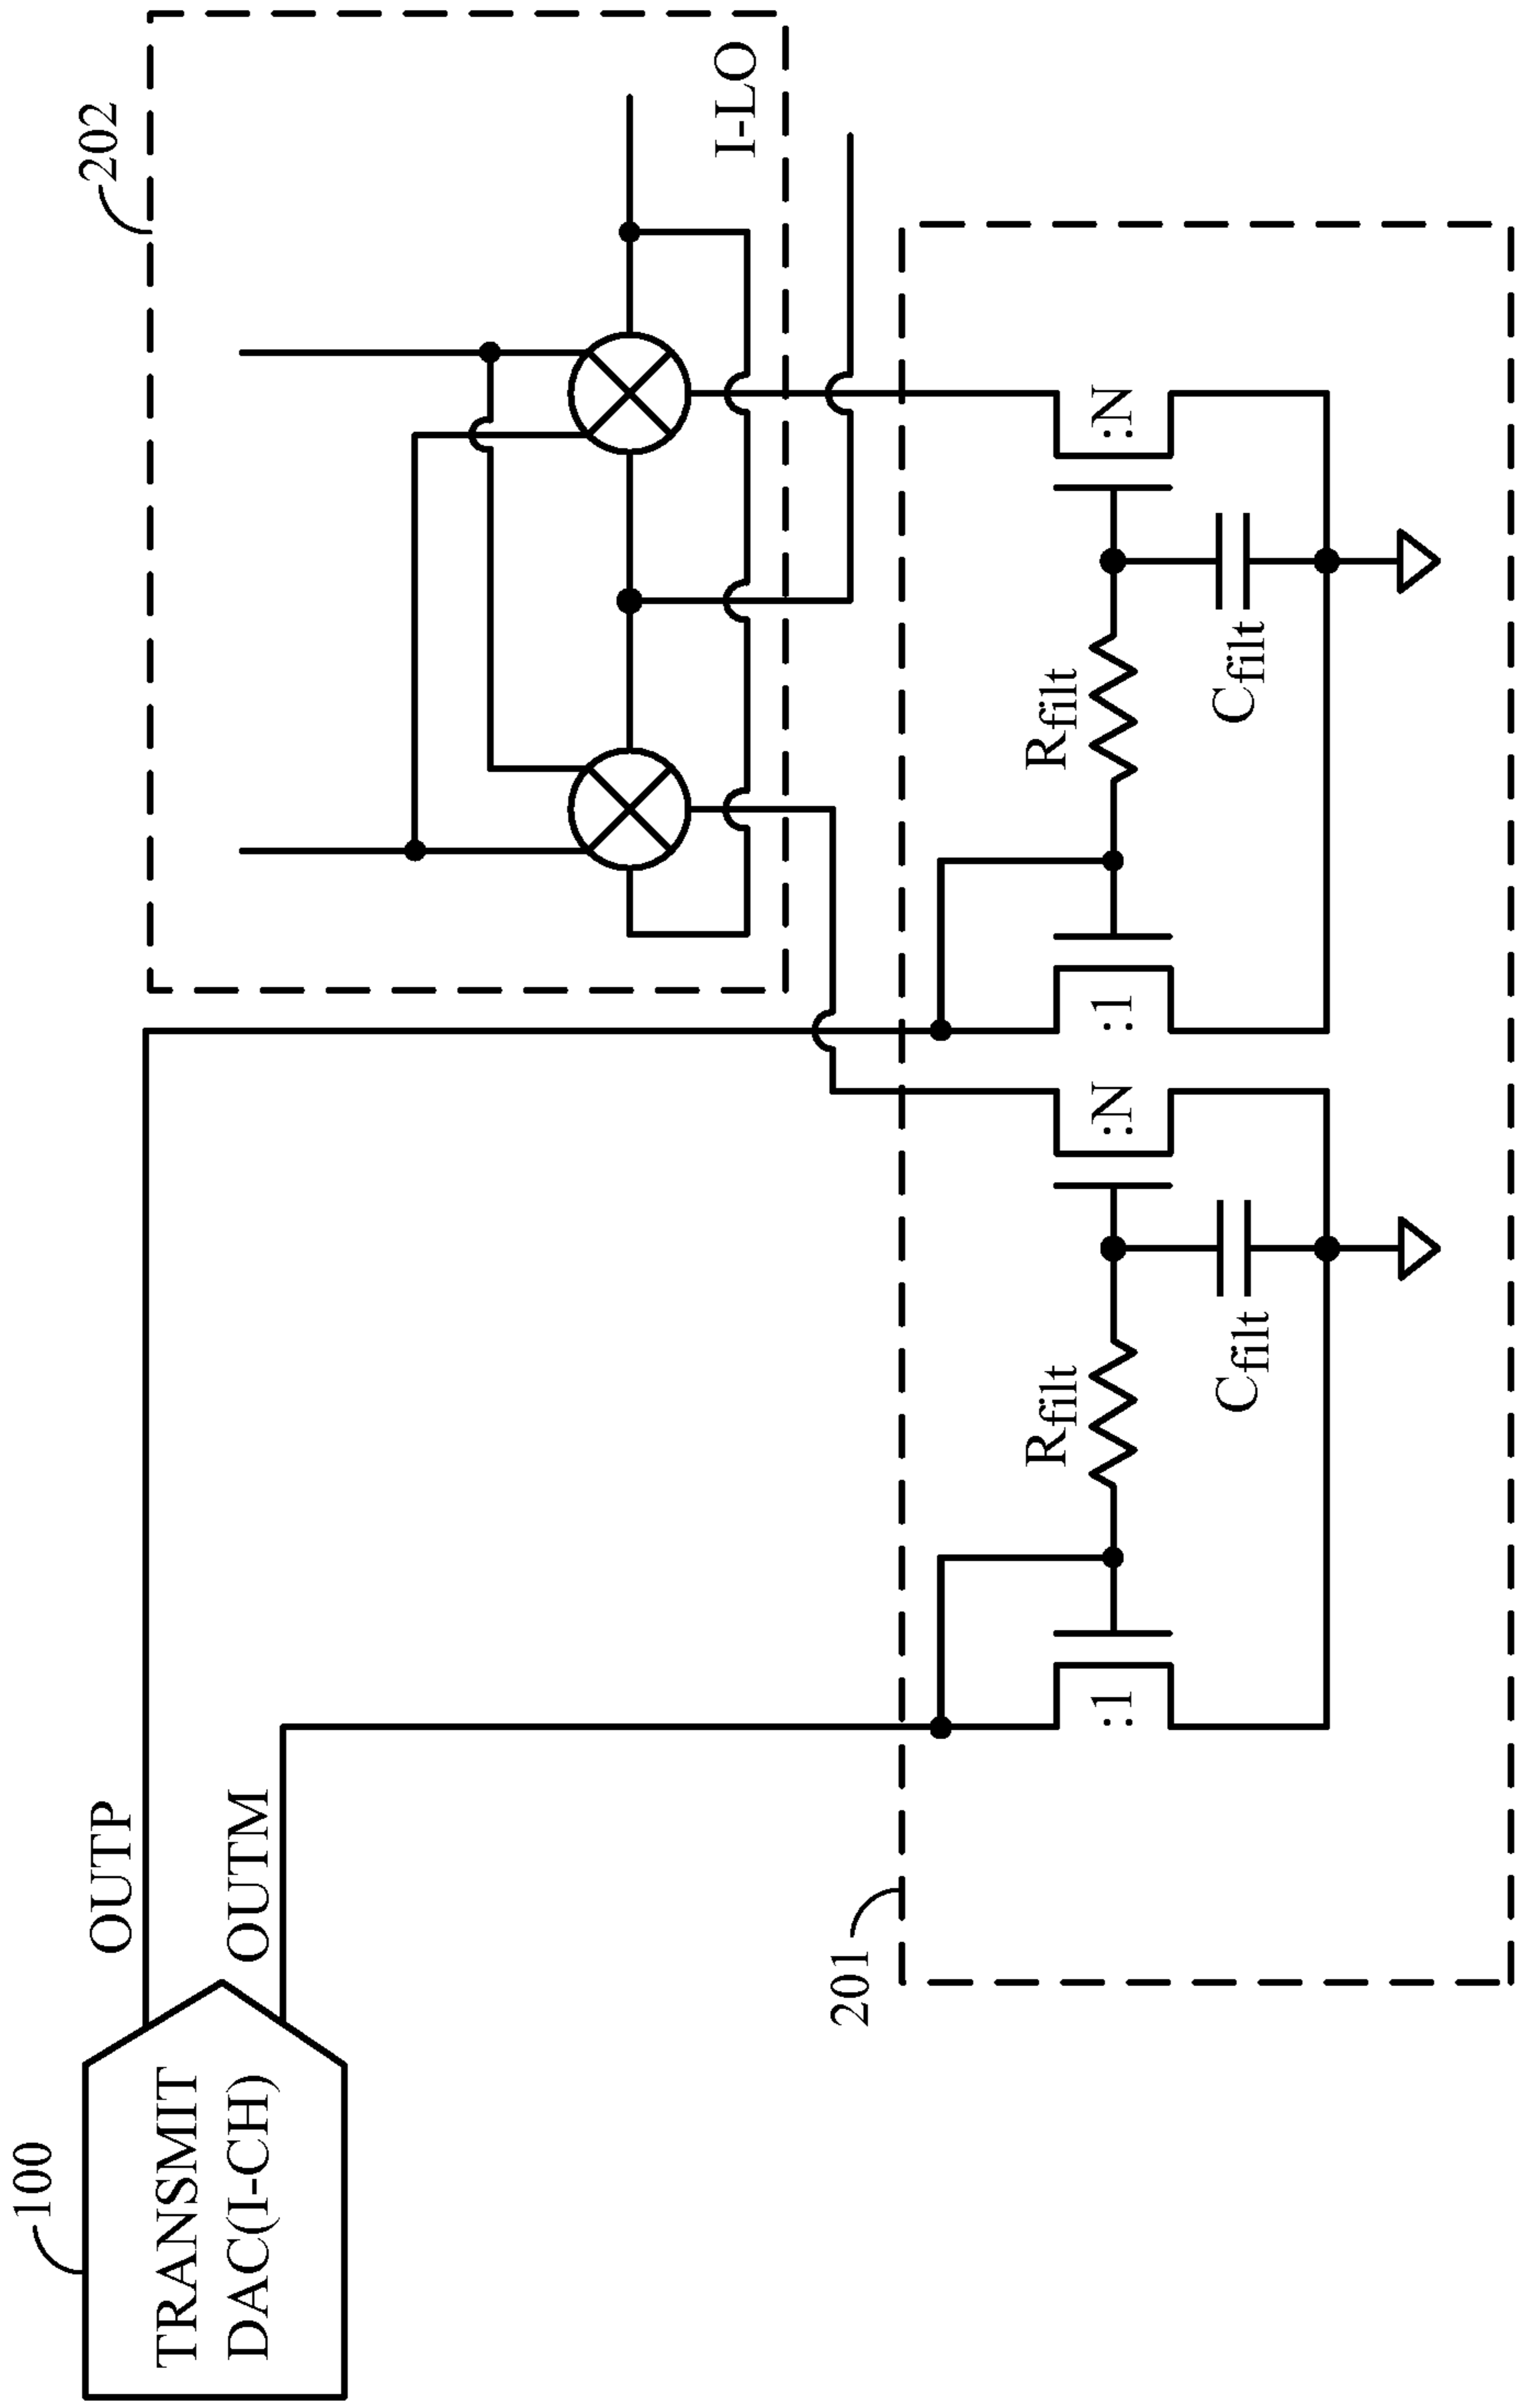 100
TRANSMIT
DAC(I-CH)
OUTP
OUTM
202
I-LO
201
:1
Rfilt
Cfilt
:N
:1
Rfilt
Cfilt
:N